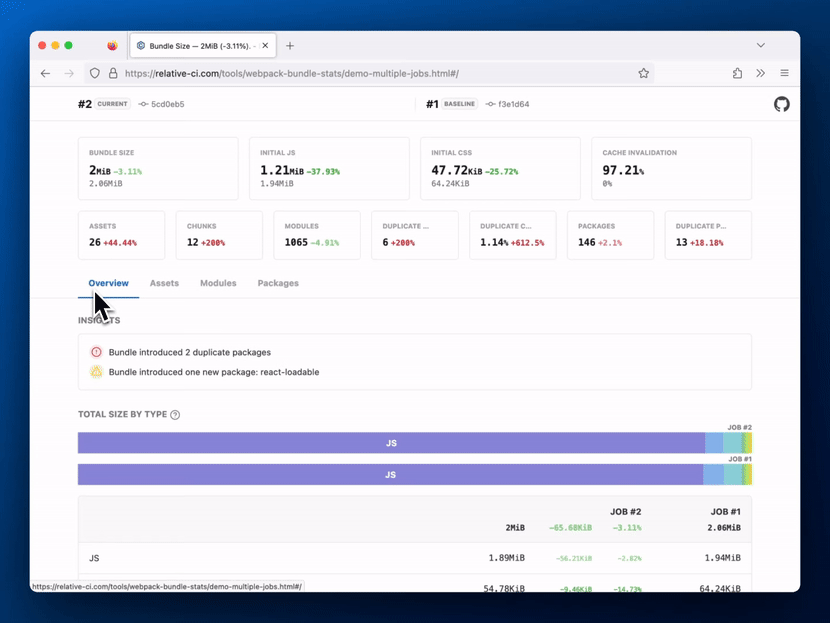 Bundle Size — 2MiB (-3.11%).
https://relative-ci.com/tools/webpack-bundle-stats/demo-multiple-jobs.html#/
#2 CURRENT 5cd0eb5
#1 BASELINE f3e1d64
BUNDLE SIZE
2MiB -3.11%
2.06MiB
INITIAL JS
1.21MiB -37.93%
1.94MiB
INITIAL CSS
47.72KiB -25.72%
64.24KiB
CACHE INVALIDATION
97.21%
0%
ASSETS
26 +44.44%
CHUNKS
12 +200%
MODULES
1065 -4.91%
DUPLICATE ...
6 +200%
DUPLICATE C...
1.14% +612.5%
PACKAGES
146 +2.1%
DUPLICATE P...
13 +18.18%
Overview Assets Modules Packages
INSIGHTS
Bundle introduced 2 duplicate packages
Bundle introduced one new package: react-loadable
TOTAL SIZE BY TYPE ?
JOB #2
JS
JOB #1
JS
JOB #2 JOB #1
2MiB -65.68KiB -3.11% 2.06MiB
JS 1.89MiB -56.21KiB -2.82% 1.94MiB
54.78KiB -9.46KiB -14.73% 64.24KiB
https://relative-ci.com/tools/webpack-bundle-stats/demo-multiple-jobs.html#/